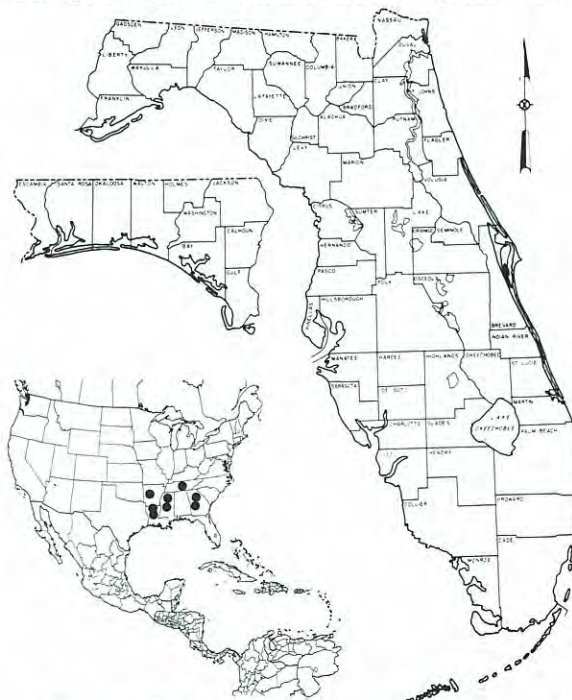 NASSAU
GADSDEN
LEON
JEFFERSON
MADISON
HAMILTON
BAKER
DUVAL
LIBERTY
WAKULLA
TAYLOR
SUWANNEE
COLUMBIA
UNION
CLAY
ST JOHNS
FRANKLIN
LAFAYETTE
BRADFORD
DIXIE
GILCHRIST
ALACHUA
PUTNAM
LEVY
FLAGLER
MARION
VOLUSIA
ESCAMBIA
SANTA ROSA
OKALOOSA
WALTON
HOLMES
JACKSON
WASHINGTON
BAY
CALHOUN
GULF
CITRUS
SUMTER
LAKE
HERNANDO
ORANGE
SEMINOLE
PASCO
OSCEOLA
HILLSBOROUGH
POLK
PINELLAS
BREVARD
INDIAN RIVER
MANATEE
HARDEE
HIGHLANDS
OKEECHOBEE
ST LUCIE
SARASOTA
DE SOTO
MARTIN
CHARLOTTE
GLADES
LAKE
OKEECHOBEE
PALM BEACH
HENDRY
COLLIER
BROWARD
DADE
MONROE